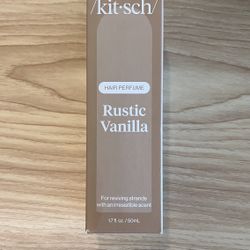 /kit•sch/
HAIR PERFUME
Rustic
Vanilla
For reviving strands
with an irresistible scent
1.7 fl oz. / 50mL